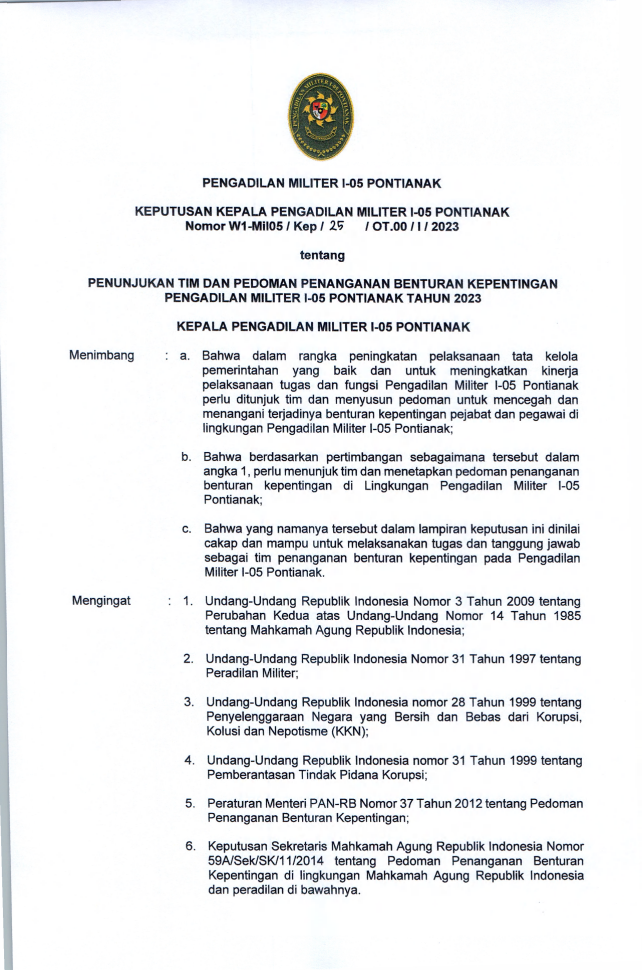 PENGADILAN MILITER I-05 PONTIANAK
PENGADILAN MILITER I-05 PONTIANAK
KEPUTUSAN KEPALA PENGADILAN MILITER I-05 PONTIANAK
Nomor W1-Mil05 / Kep / 25 / OT.00 / I / 2023
tentang
PENUNJUKAN TIM DAN PEDOMAN PENANGANAN BENTURAN KEPENTINGAN
PENGADILAN MILITER I-05 PONTIANAK TAHUN 2023
KEPALA PENGADILAN MILITER I-05 PONTIANAK
Menimbang : a. Bahwa dalam rangka peningkatan pelaksanaan tata kelola
pemerintahan yang baik dan untuk meningkatkan kinerja
pelaksanaan tugas dan fungsi Pengadilan Militer I-05 Pontianak
perlu ditunjuk tim dan menyusun pedoman untuk mencegah dan
menangani terjadinya benturan kepentingan pejabat dan pegawai di
lingkungan Pengadilan Militer I-05 Pontianak;
b. Bahwa berdasarkan pertimbangan sebagaimana tersebut dalam
angka 1, perlu menunjuk tim dan menetapkan pedoman penanganan
benturan kepentingan di Lingkungan Pengadilan Militer I-05
Pontianak;
c. Bahwa yang namanya tersebut dalam lampiran keputusan ini dinilai
cakap dan mampu untuk melaksanakan tugas dan tanggung jawab
sebagai tim penanganan benturan kepentingan pada Pengadilan
Militer I-05 Pontianak.
Mengingat : 1. Undang-Undang Republik Indonesia Nomor 3 Tahun 2009 tentang
Perubahan Kedua atas Undang-Undang Nomor 14 Tahun 1985
tentang Mahkamah Agung Republik Indonesia;
2. Undang-Undang Republik Indonesia Nomor 31 Tahun 1997 tentang
Peradilan Militer;
3. Undang-Undang Republik Indonesia nomor 28 Tahun 1999 tentang
Penyelenggaraan Negara yang Bersih dan Bebas dari Korupsi,
Kolusi dan Nepotisme (KKN);
4. Undang-Undang Republik Indonesia nomor 31 Tahun 1999 tentang
Pemberantasan Tindak Pidana Korupsi;
5. Peraturan Menteri PAN-RB Nomor 37 Tahun 2012 tentang Pedoman
Penanganan Benturan Kepentingan;
6. Keputusan Sekretaris Mahkamah Agung Republik Indonesia Nomor
59A/Sek/SK/11/2014 tentang Pedoman Penanganan Benturan
Kepentingan di lingkungan Mahkamah Agung Republik Indonesia
dan peradilan di bawahnya.